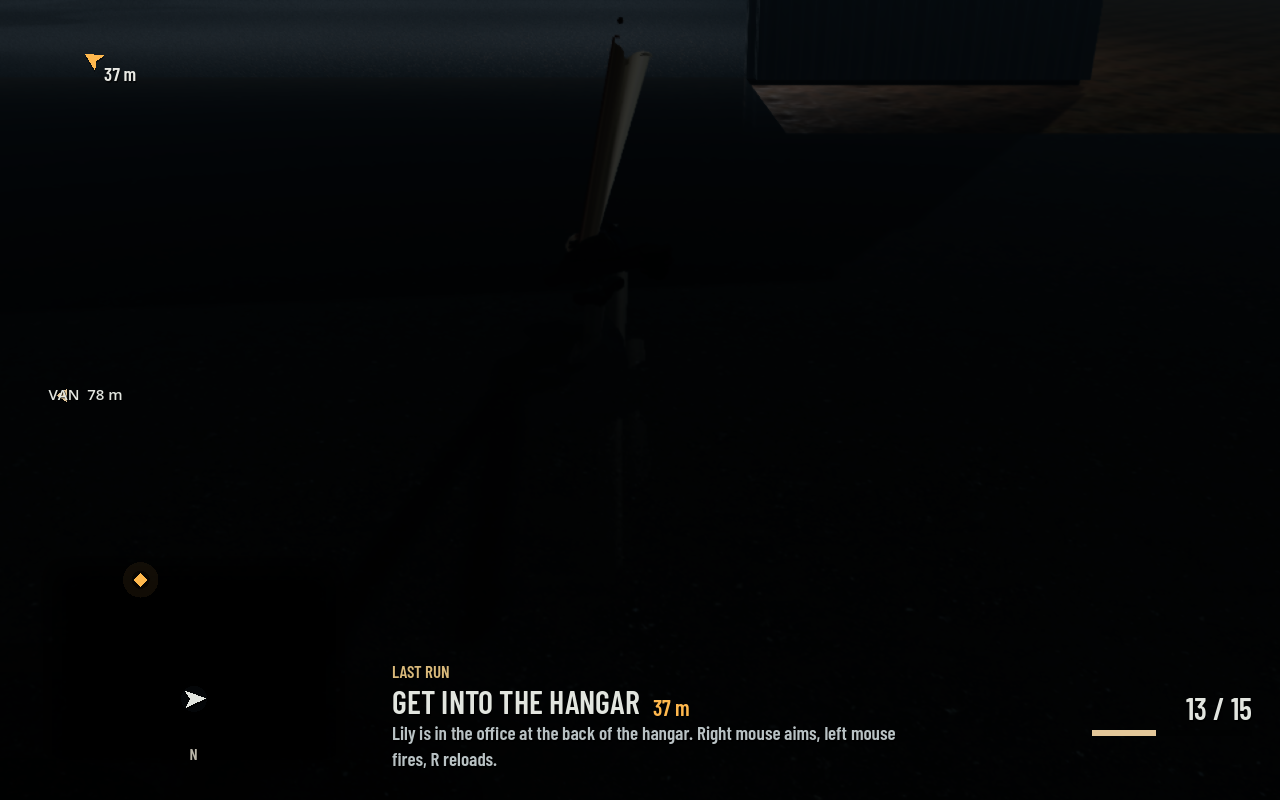 37 m
VAN 78 m
N
LAST RUN
GET INTO THE HANGAR 37 m
Lily is in the office at the back of the hangar. Right mouse aims, left mouse
fires, R reloads.
13 / 15